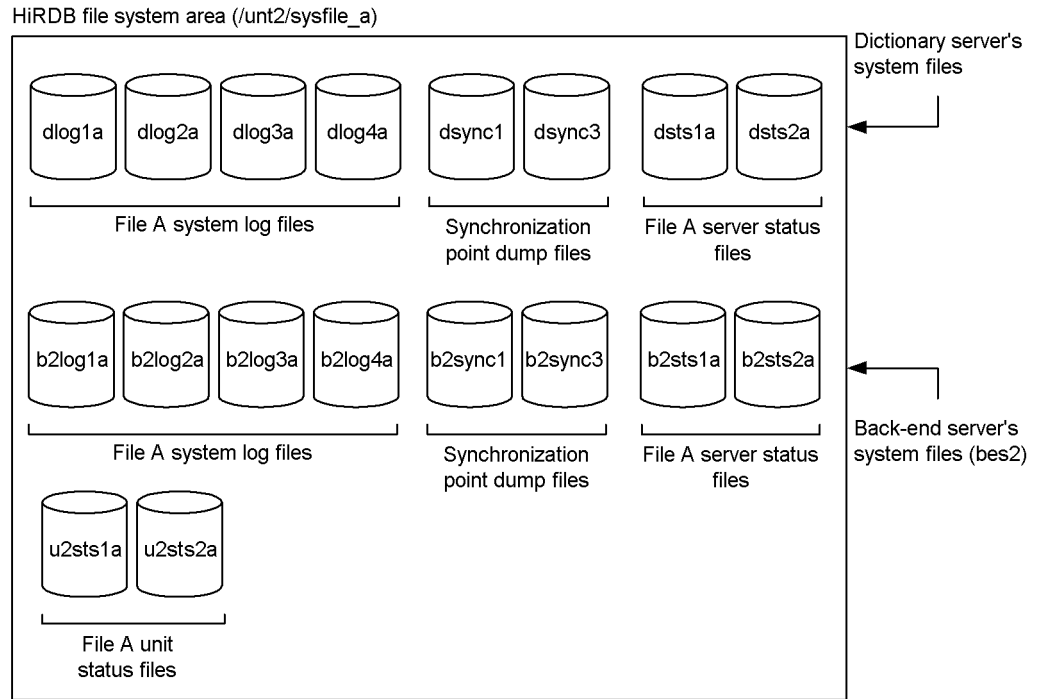 HiRDB file system area (/unt2/sysfile_a)
Dictionary server's
system files
dlog1a dlog2a dlog3a dlog4a dsync1 dsync3 dsts1a dsts2a
File A system log files
Synchronization
point dump files
File A server status
files
b2log1a b2log2a b2log3a b2log4a b2sync1 b2sync3 b2sts1a b2sts2a
Back-end server's
system files (bes2)
File A system log files
Synchronization
point dump files
File A server status
files
u2sts1a u2sts2a
File A unit
status files